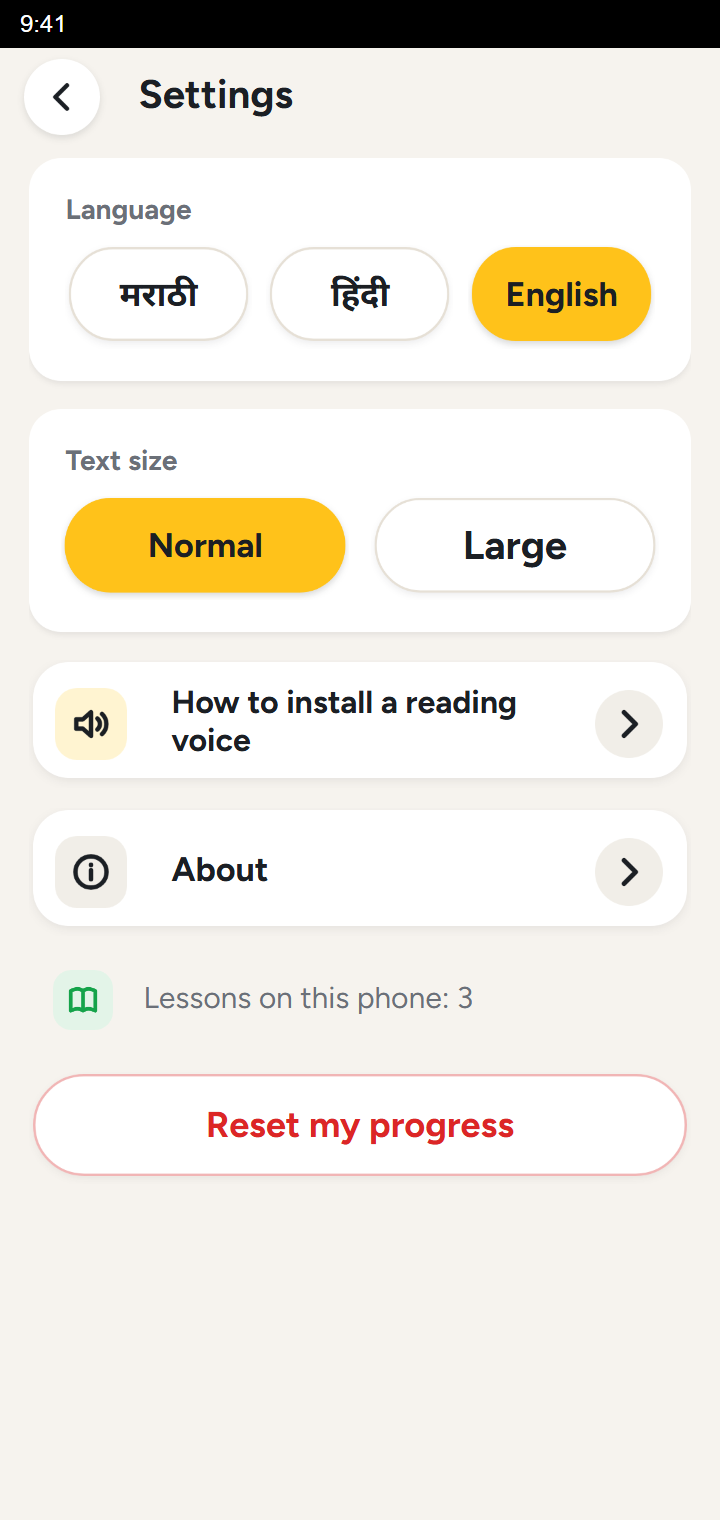 9:41
Settings
Language
मराठी
हिंदी
English
Text size
Normal
Large
How to install a reading
voice
About
Lessons on this phone: 3
Reset my progress